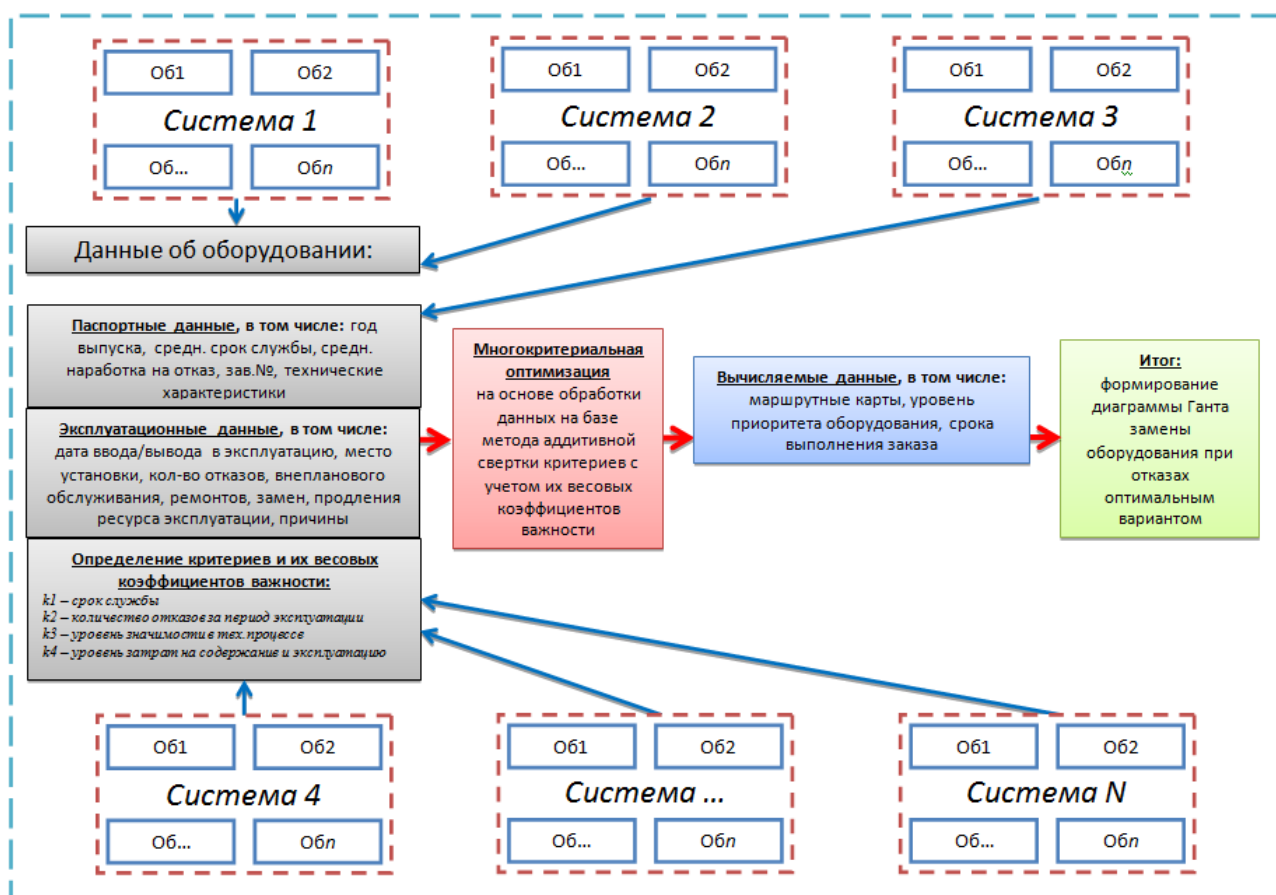 Об1 Об2
Система 1
Об... Обn
Об1 Об2
Система 2
Об... Обn
Об1 Об2
Система 3
Об... Обn
Данные об оборудовании:
Паспортные данные, в том числе: год
выпуска, средн. срок службы, средн.
наработка на отказ, зав.№, технические
характеристики
Эксплуатационные данные, в том числе:
дата ввода/вывода в эксплуатацию, место
установки, кол-во отказов, внепланового
обслуживания, ремонтов, замен, продления
ресурса эксплуатации, причины
Определение критериев и их весовых
коэффициентов важности:
k1 – срок службы
k2 – количество отказов за период эксплуатации
k3 – уровень значимости в тех.процессе
k4 – уровень затрат на содержание и эксплуатацию
Многокритериальная
оптимизация
на основе обработки
данных на базе
метода аддитивной
свертки критериев с
учетом их весовых
коэффициентов
важности
Вычисляемые данные, в том числе:
маршрутные карты, уровень
приоритета оборудования, срока
выполнения заказа
Итог:
формирование
диаграммы Ганта
замены
оборудования при
отказах
оптимальным
вариантом
Об1 Об2
Система 4
Об... Обn
Об1 Об2
Система ...
Об... Обn
Об1 Об2
Система N
Об... Обn